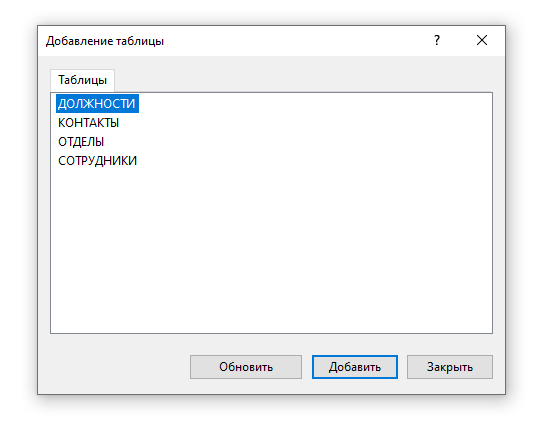 Добавление таблицы ?
Таблицы
ДОЛЖНОСТИ
КОНТАКТЫ
ОТДЕЛЫ
СОТРУДНИКИ
Обновить Добавить Закрыть